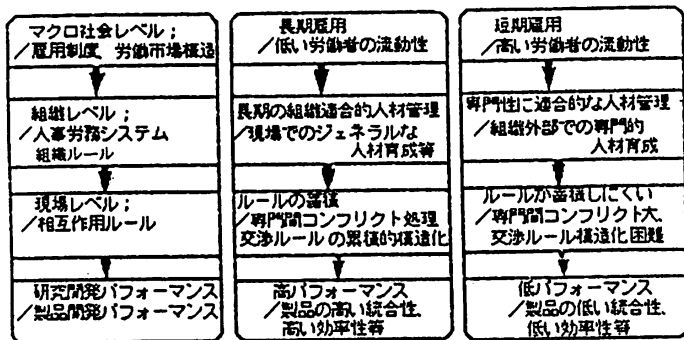 マクロ社会レベル；
／雇用制度、労働市場構造
組織レベル；
／人事労務システム
組織ルール
現場レベル；
／相互作用ルール
研究開発パフォーマンス
／製品開発パフォーマンス
長期雇用
／低い労働者の流動性
長期の組織適合的人材管理
／現場でのジェネラルな
人材育成等
ルールの蓄積
／専門間コンフリクト処理
交渉ルールの累積的構造化
高パフォーマンス
／製品の高い統合性、
高い効率性等
短期雇用
／高い労働者の流動性
専門性に適合的な人材管理
／組織外部での専門的
人材育成
ルールが蓄積しにくい
／専門間コンフリクト大、
交渉ルール構造化困難
低パフォーマンス
／製品の低い統合性、
低い効率性等